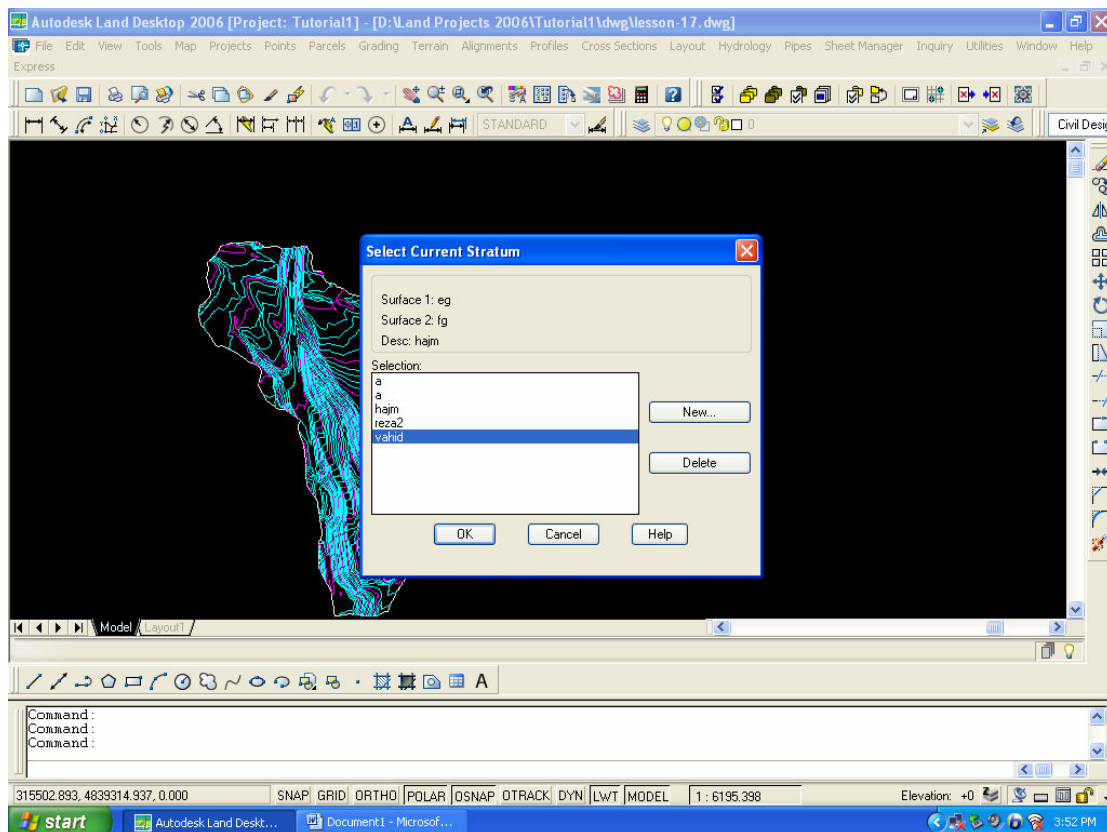 Autodesk Land Desktop 2006 [Project: Tutorial1] - [D:\Land Projects 2006\Tutorial1\dwg\lesson-17.dwg]
File Edit View Tools Map Projects Points Parcels Grading Terrain Alignments Profiles Cross Sections Layout Hydrology Pipes Sheet Manager Inquiry Utilities Window Help
Express
STANDARD 0 Civil Desig
Select Current Stratum
Surface 1: eg
Surface 2: fg
Desc: hajm
Selection:
a
a
hajm
New...
reza2
vahid
Delete
OK Cancel Help
Model Layout1
A
Command:
Command:
Command:
315502.893, 4839314.937, 0.000 SNAP GRID ORTHO POLAR OSNAP OTRACK DYN LWT MODEL 1 : 6195.398 Elevation: +0
start Autodesk Land Deskt... Document1 - Microsof... 3:52 PM